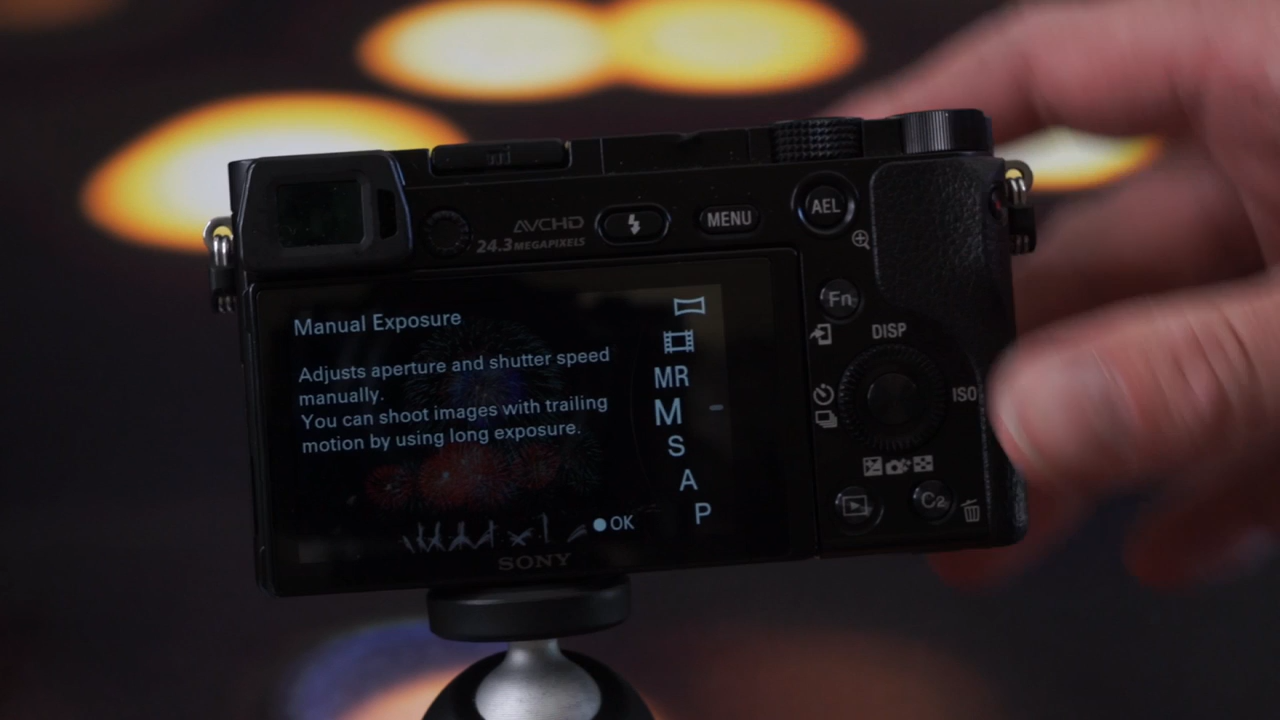 AVCHD
24.3 MEGAPIXELS
MENU
AEL
Fn
DISP
ISO
C2
Manual Exposure
Adjusts aperture and shutter speed
manually.
You can shoot images with trailing
motion by using long exposure.
MR
M
S
A
P
OK
SONY